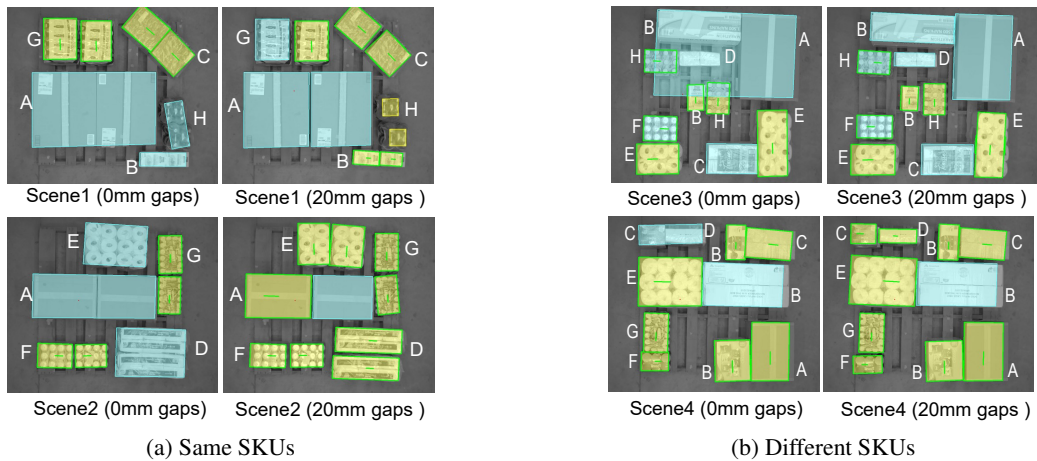 G
C
A
H
B
Scene1 (0mm gaps)
G
C
A
H
B
Scene1 (20mm gaps )
B
A
H
D
B
H
F
E
E
C
Scene3 (0mm gaps)
B
A
H
D
B
H
F
E
E
C
Scene3 (20mm gaps )
E
G
A
F
D
Scene2 (0mm gaps)
E
G
A
F
D
Scene2 (20mm gaps )
C
D
B
C
E
B
G
F
B
A
Scene4 (0mm gaps)
C
D
B
C
E
B
G
F
B
A
Scene4 (20mm gaps )
(a) Same SKUs
(b) Different SKUs